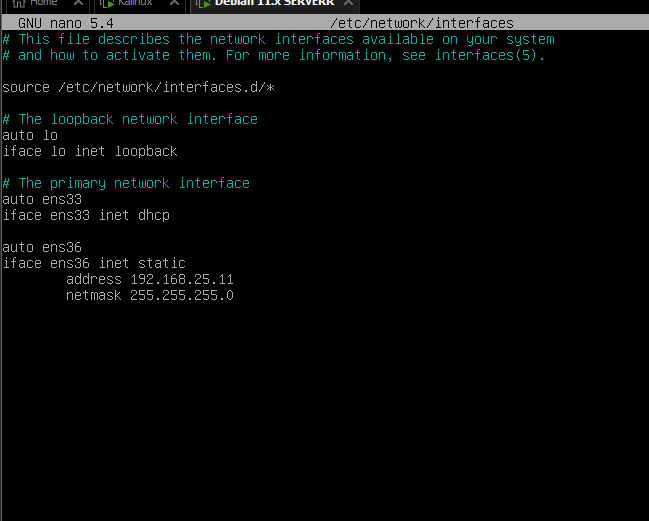 Home
Kalinux
Debian 11.x SERVERR
GNU nano 5.4 /etc/network/interfaces
# This file describes the network interfaces available on your system
# and how to activate them. For more information, see interfaces(5).
source /etc/network/interfaces.d/*
# The loopback network interface
auto lo
iface lo inet loopback
# The primary network interface
auto ens33
iface ens33 inet dhcp
auto ens36
iface ens36 inet static
address 192.168.25.11
netmask 255.255.255.0